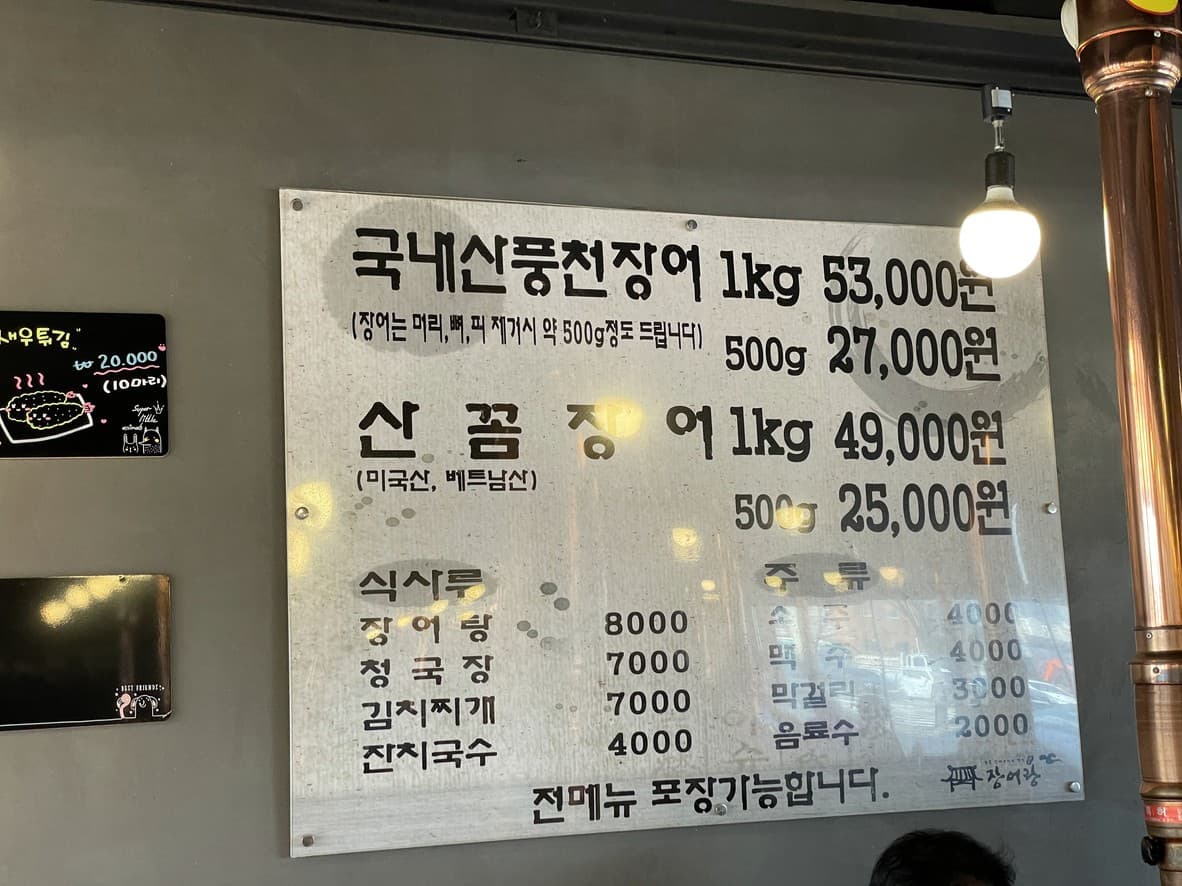 국내산풍천장어 1kg 53,000원
(장어는 머리, 뼈, 피 제거시 약 500g정도 드립니다)
500g 27,000원
산 꼼 장 어 1kg 49,000원
(미국산, 베트남산)
500g 25,000원
식사류
장 어 탕 8000
청 국 장 7000
김치찌개 7000
잔치국수 4000
주 류
소 주 4000
맥 주 4000
막걸리 3000
음료수 2000
전메뉴 포장가능합니다.
장어랑
새우튀김
₩ 20.000
(10마리)
Super little
animals
BEST FRIENDS